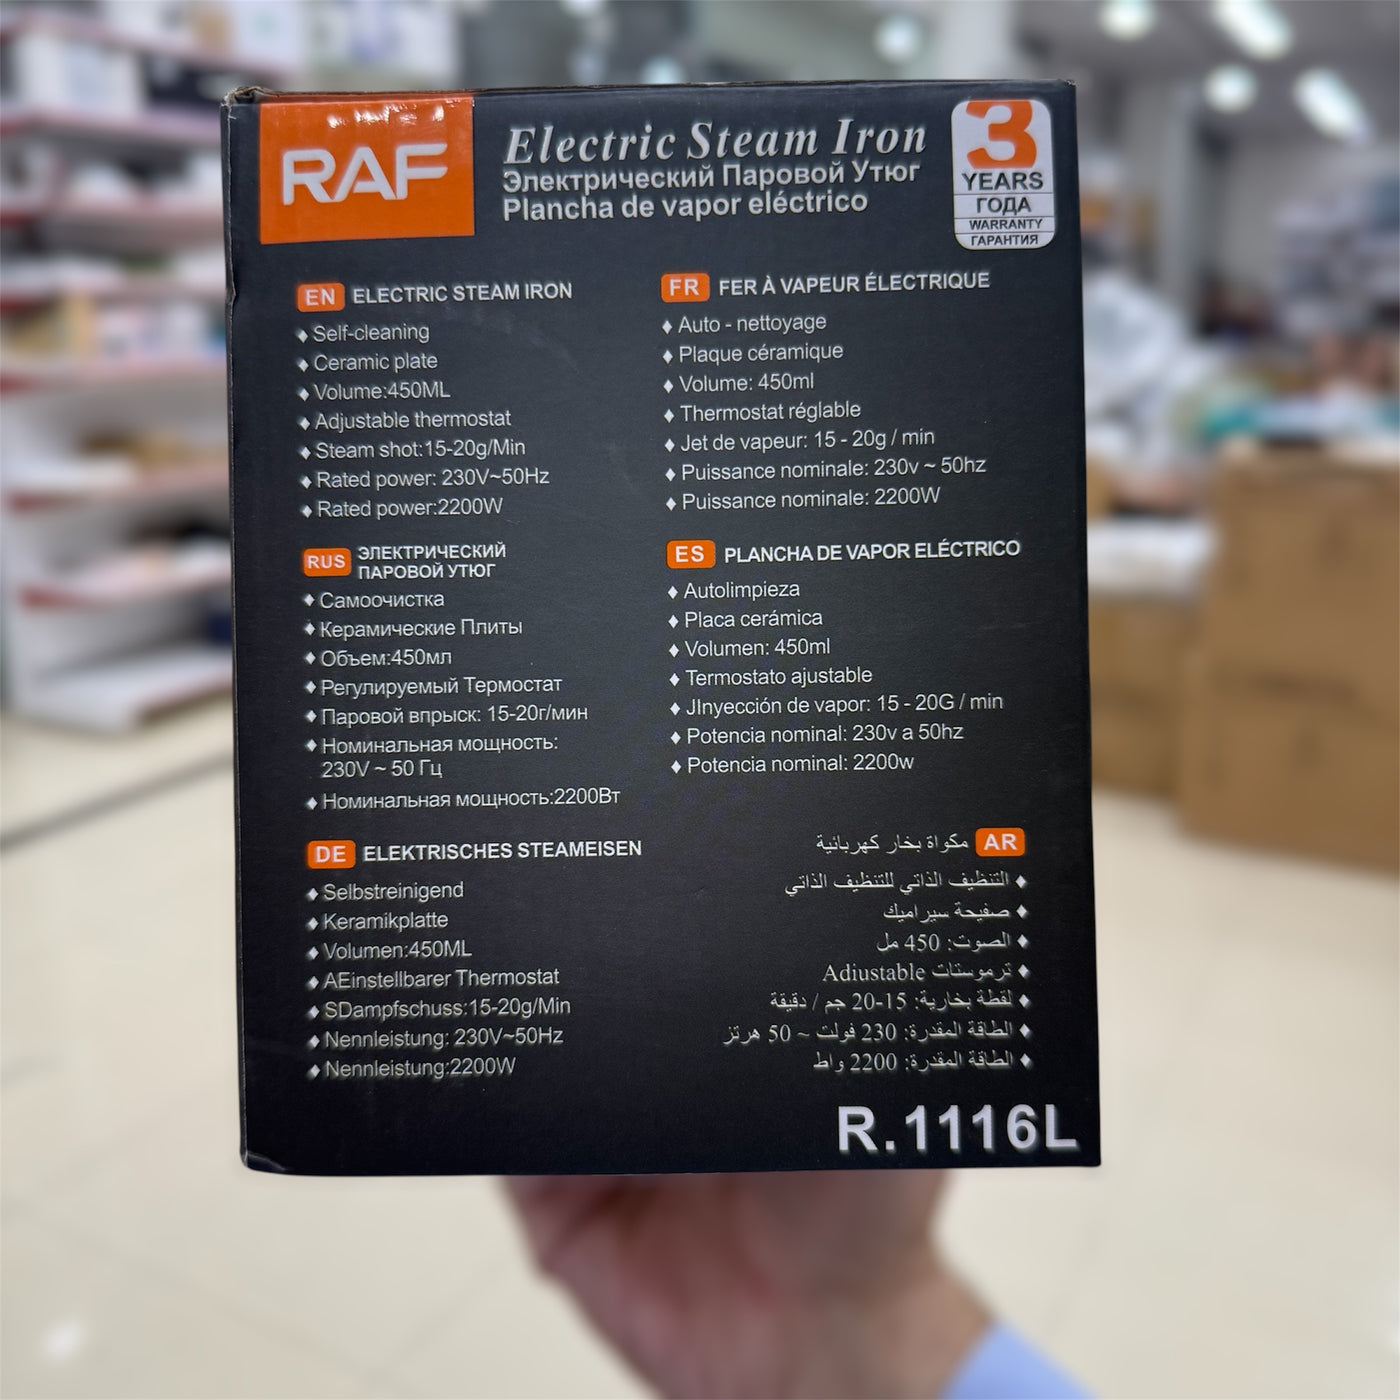 RAF
Electric Steam Iron
Электрический Паровой Утюг
Plancha de vapor eléctrico
3
YEARS
ГОДА
WARRANTY
ГАРАНТИЯ
EN ELECTRIC STEAM IRON
♦ Self-cleaning
♦ Ceramic plate
♦ Volume:450ML
♦ Adjustable thermostat
♦ Steam shot:15-20g/Min
♦ Rated power: 230V~50Hz
♦ Rated power:2200W
FR FER À VAPEUR ÉLECTRIQUE
♦ Auto - nettoyage
♦ Plaque céramique
♦ Volume: 450ml
♦ Thermostat réglable
♦ Jet de vapeur: 15 - 20g / min
♦ Puissance nominale: 230v ~ 50hz
♦ Puissance nominale: 2200W
RUS ЭЛЕКТРИЧЕСКИЙ
ПАРОВОЙ УТЮГ
♦ Самоочистка
♦ Керамические Плиты
♦ Объем:450мл
♦ Регулируемый Термостат
♦ Паровой впрыск: 15-20г/мин
♦ Номинальная мощность:
230V ~ 50 Гц
♦ Номинальная мощность:2200Вт
ES PLANCHA DE VAPOR ELÉCTRICO
♦ Autolimpieza
♦ Placa cerámica
♦ Volumen: 450ml
♦ Termostato ajustable
♦ JInyección de vapor: 15 - 20G / min
♦ Potencia nominal: 230v a 50hz
♦ Potencia nominal: 2200w
DE ELEKTRISCHES STEAMEISEN
♦ Selbstreinigend
♦ Keramikplatte
♦ Volumen:450ML
♦ AEinstellbarer Thermostat
♦ SDampfschuss:15-20g/Min
♦ Nennleistung: 230V~50Hz
♦ Nennleistung:2200W
AR مكواة بخار كهربائية
♦ التنظيف الذاتي للتنظيف الذاتي
♦ صفيحة سيراميك
♦ الصوت: 450 مل
♦ ترموستات Adiustable
♦ لقطة بخارية: 15-20 جم / دقيقة
♦ الطاقة المقدرة: 230 فولت ~ 50 هرتز
♦ الطاقة المقدرة: 2200 واط
R.1116L